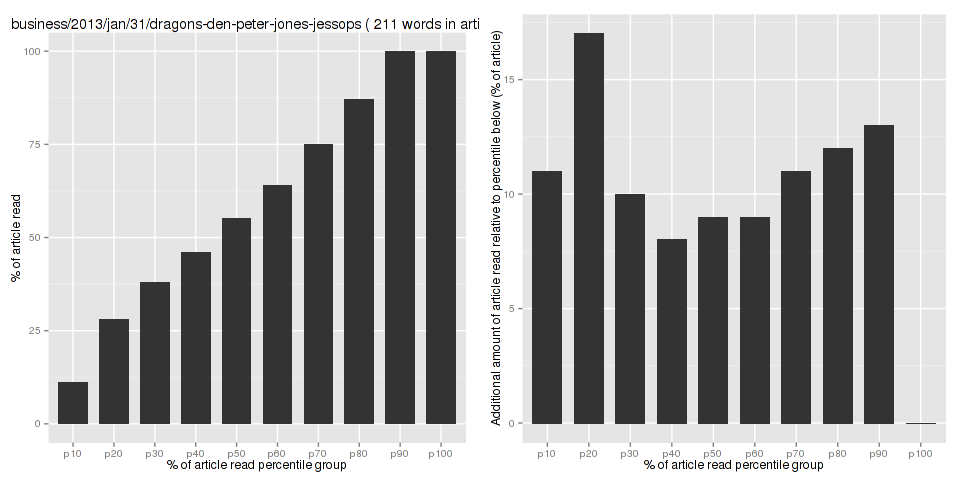 business/2013/jan/31/dragons-den-peter-jones-jessops ( 211 words in arti
% of article read
100
75
50
25
0
p10 p20 p30 p40 p50 p60 p70 p80 p90 p100
% of article read percentile group
Additional amount of article read relative to percentile below (% of article)
15
10
5
0
p10 p20 p30 p40 p50 p60 p70 p80 p90 p100
% of article read percentile group